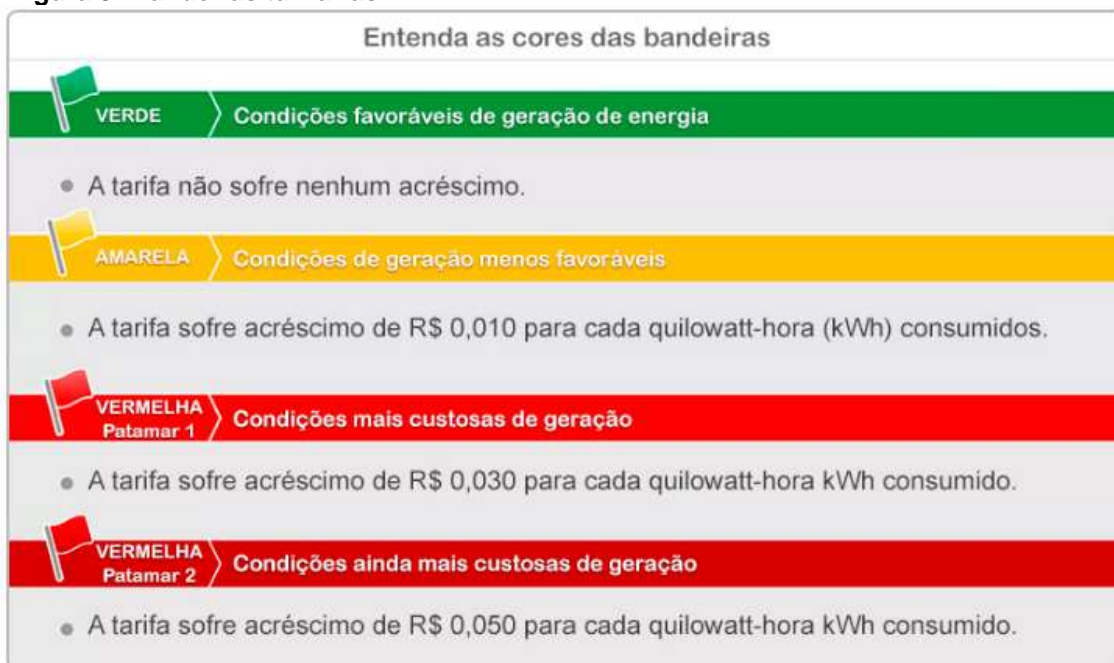 Entenda as cores das bandeiras
VERDE
Condições favoráveis de geração de energia
A tarifa não sofre nenhum acréscimo.
AMARELA
Condições de geração menos favoráveis
A tarifa sofre acréscimo de R$ 0,010 para cada quilowatt-hora (kWh) consumidos.
VERMELHA
Patamar 1
Condições mais custosas de geração
A tarifa sofre acréscimo de R$ 0,030 para cada quilowatt-hora kWh consumido.
VERMELHA
Patamar 2
Condições ainda mais custosas de geração
A tarifa sofre acréscimo de R$ 0,050 para cada quilowatt-hora kWh consumido.